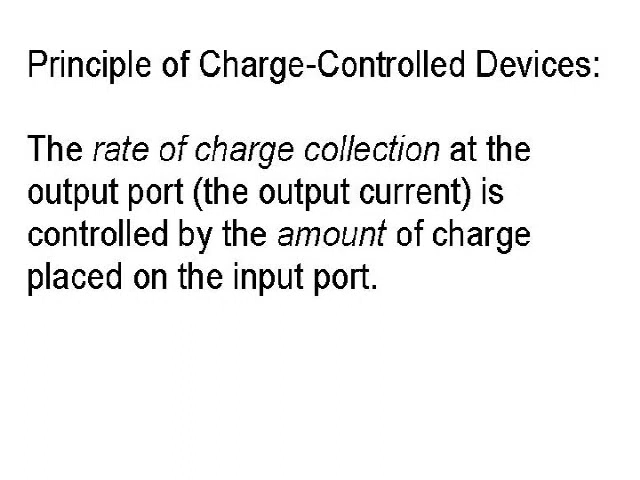 Principle of Charge-Controlled Devices:
The rate of charge collection at the
output port (the output current) is
controlled by the amount of charge
placed on the input port.